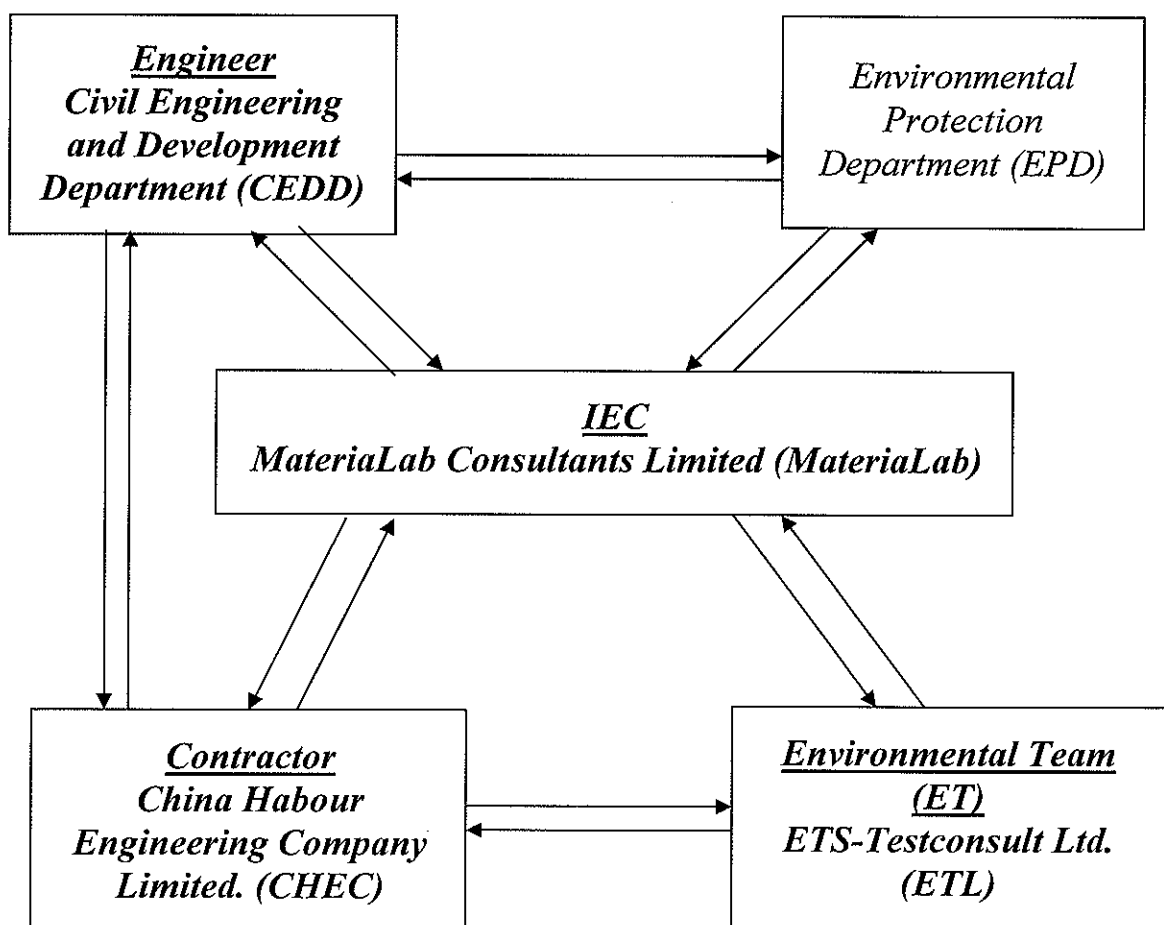 Engineer
Civil Engineering
and Development
Department (CEDD)
Environmental
Protection
Department (EPD)
IEC
MateriaLab Consultants Limited (MateriaLab)
Contractor
China Habour
Engineering Company
Limited. (CHEC)
Environmental Team
(ET)
ETS-Testconsult Ltd.
(ETL)